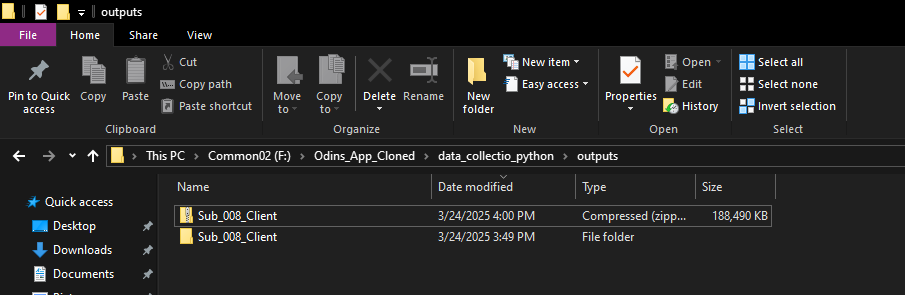 outputs
File Home Share View
Pin to Quick access
Copy
Paste
Cut
Copy path
Paste shortcut
Clipboard
Move to
Copy to
Delete
Rename
Organize
New folder
New item
Easy access
New
Properties
Open
Edit
History
Open
Select all
Select none
Invert selection
Select
This PC > Common02 (F:) > Odins_App_Cloned > data_collectio_python > outputs
Quick access
Desktop
Downloads
Documents
Name Date modified Type Size
Sub_008_Client 3/24/2025 4:00 PM Compressed (zipp... 188,490 KB
Sub_008_Client 3/24/2025 3:49 PM File folder